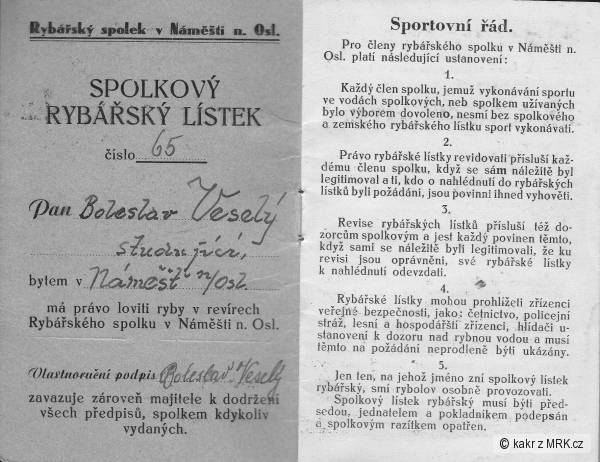 Rybářský spolek v Náměšti n. Osl.
SPOLKOVÝ
RYBÁŘSKÝ LÍSTEK
číslo 65
Pan Boleslav Veselý
studující,
bytem v Náměšť n/Osl.
má právo loviti ryby v revírech
Rybářského spolku v Náměšti n. Osl.
Vlastnoruční podpis Boleslav Veselý
zavazuje zároveň majitele k dodržení
všech předpisů, spolkem kdykoliv
vydaných.
Sportovní řád.
Pro členy rybářského spolku v Náměšti n.
Osl. platí následující ustanovení:
1.
Každý člen spolku, jemuž vykonávání sportu
ve vodách spolkových, neb spolkem užívaných
bylo výborem dovoleno, nesmí bez spolkového
a zemského rybářského lístku sport vykonávati.
2.
Právo rybářské lístky revidovati přísluší kaž-
dému členu spolku, když se sám náležitě byl
legitimoval a ti, kdo o nahlédnutí do rybářských
lístků byli požádáni, jsou povinni ihned vyhověti.
3.
Revise rybářských lístků přísluší též do-
zorcům spolkovým a jest každý povinen těmto,
když sami se náležitě byli legitimovali, že ku
revisi jsou oprávněni, své rybářské lístky
k nahlédnutí odevzdati.
4.
Rybářské lístky mohou prohlížeti zřízenci
veřejné bezpečnosti, jako: četnictvo, policejní
stráž, lesní a hospodářští zřízenci, hlídači u-
stanovení k dozoru nad rybnou vodou a musí
těmto na požádání neprodleně býti ukázány.
5.
Jen ten, na jehož jméno zní spolkový lístek
rybářský, smí rybolov osobně provozovati.
Spolkový lístek rybářský musí býti před-
sedou, jednatelem a pokladníkem podepsán
a spolkovým razítkem opatřen.
© kakr z MRK.cz